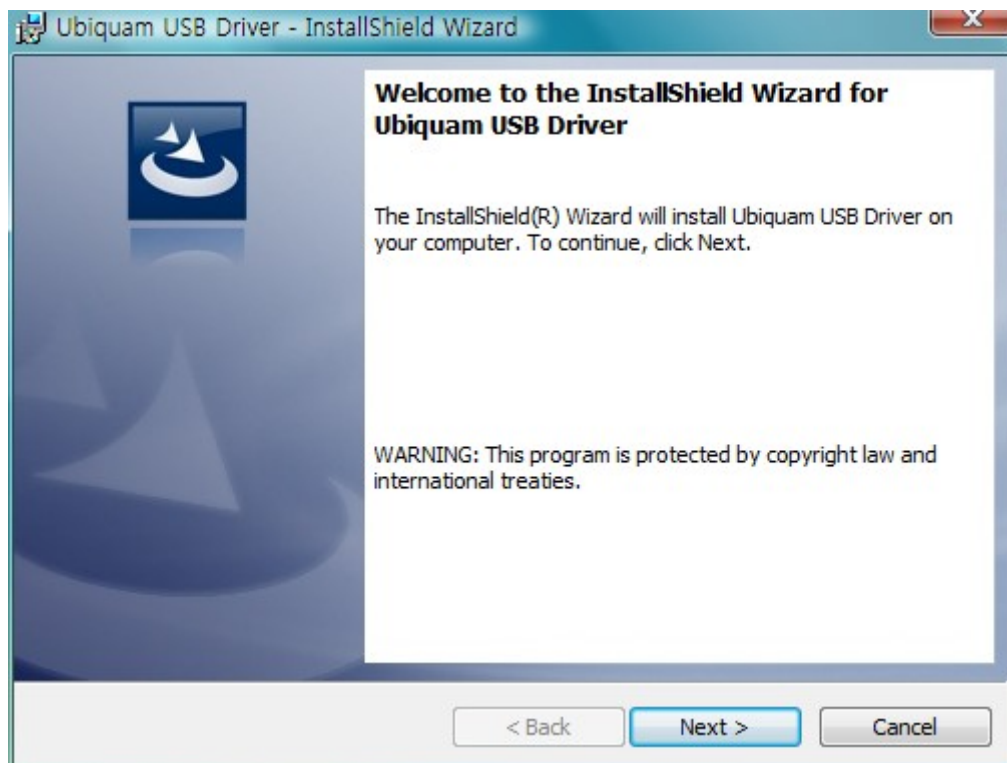 Ubiquam USB Driver - InstallShield Wizard
Welcome to the InstallShield Wizard for
Ubiquam USB Driver
The InstallShield(R) Wizard will install Ubiquam USB Driver on
your computer. To continue, click Next.
WARNING: This program is protected by copyright law and
international treaties.
< Back
Next >
Cancel